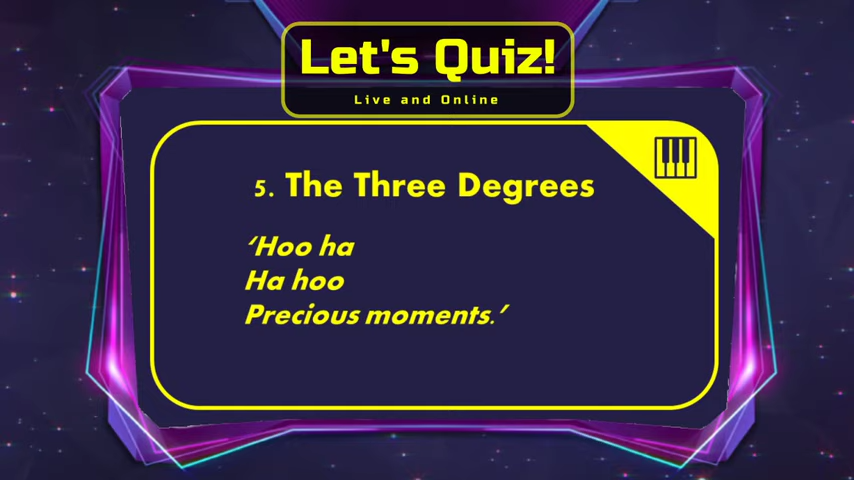 Let's Quiz!
Live and Online
5. The Three Degrees
‘Hoo ha
Ha hoo
Precious moments.’